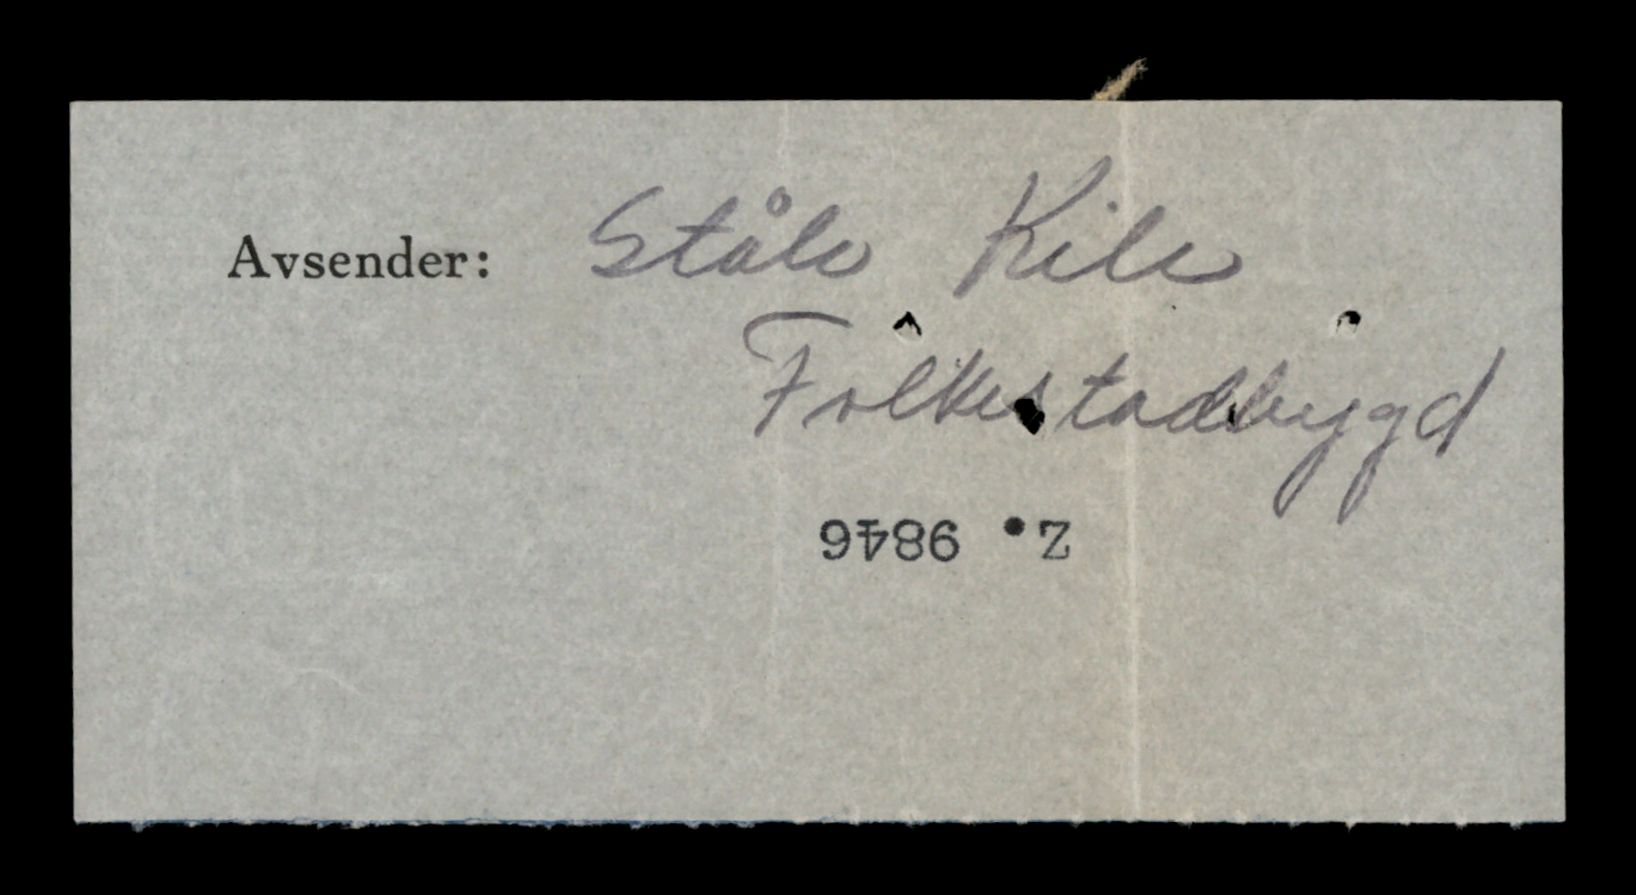 Avsender: Ståle Kile
Folkestadbygd
Z. 9846